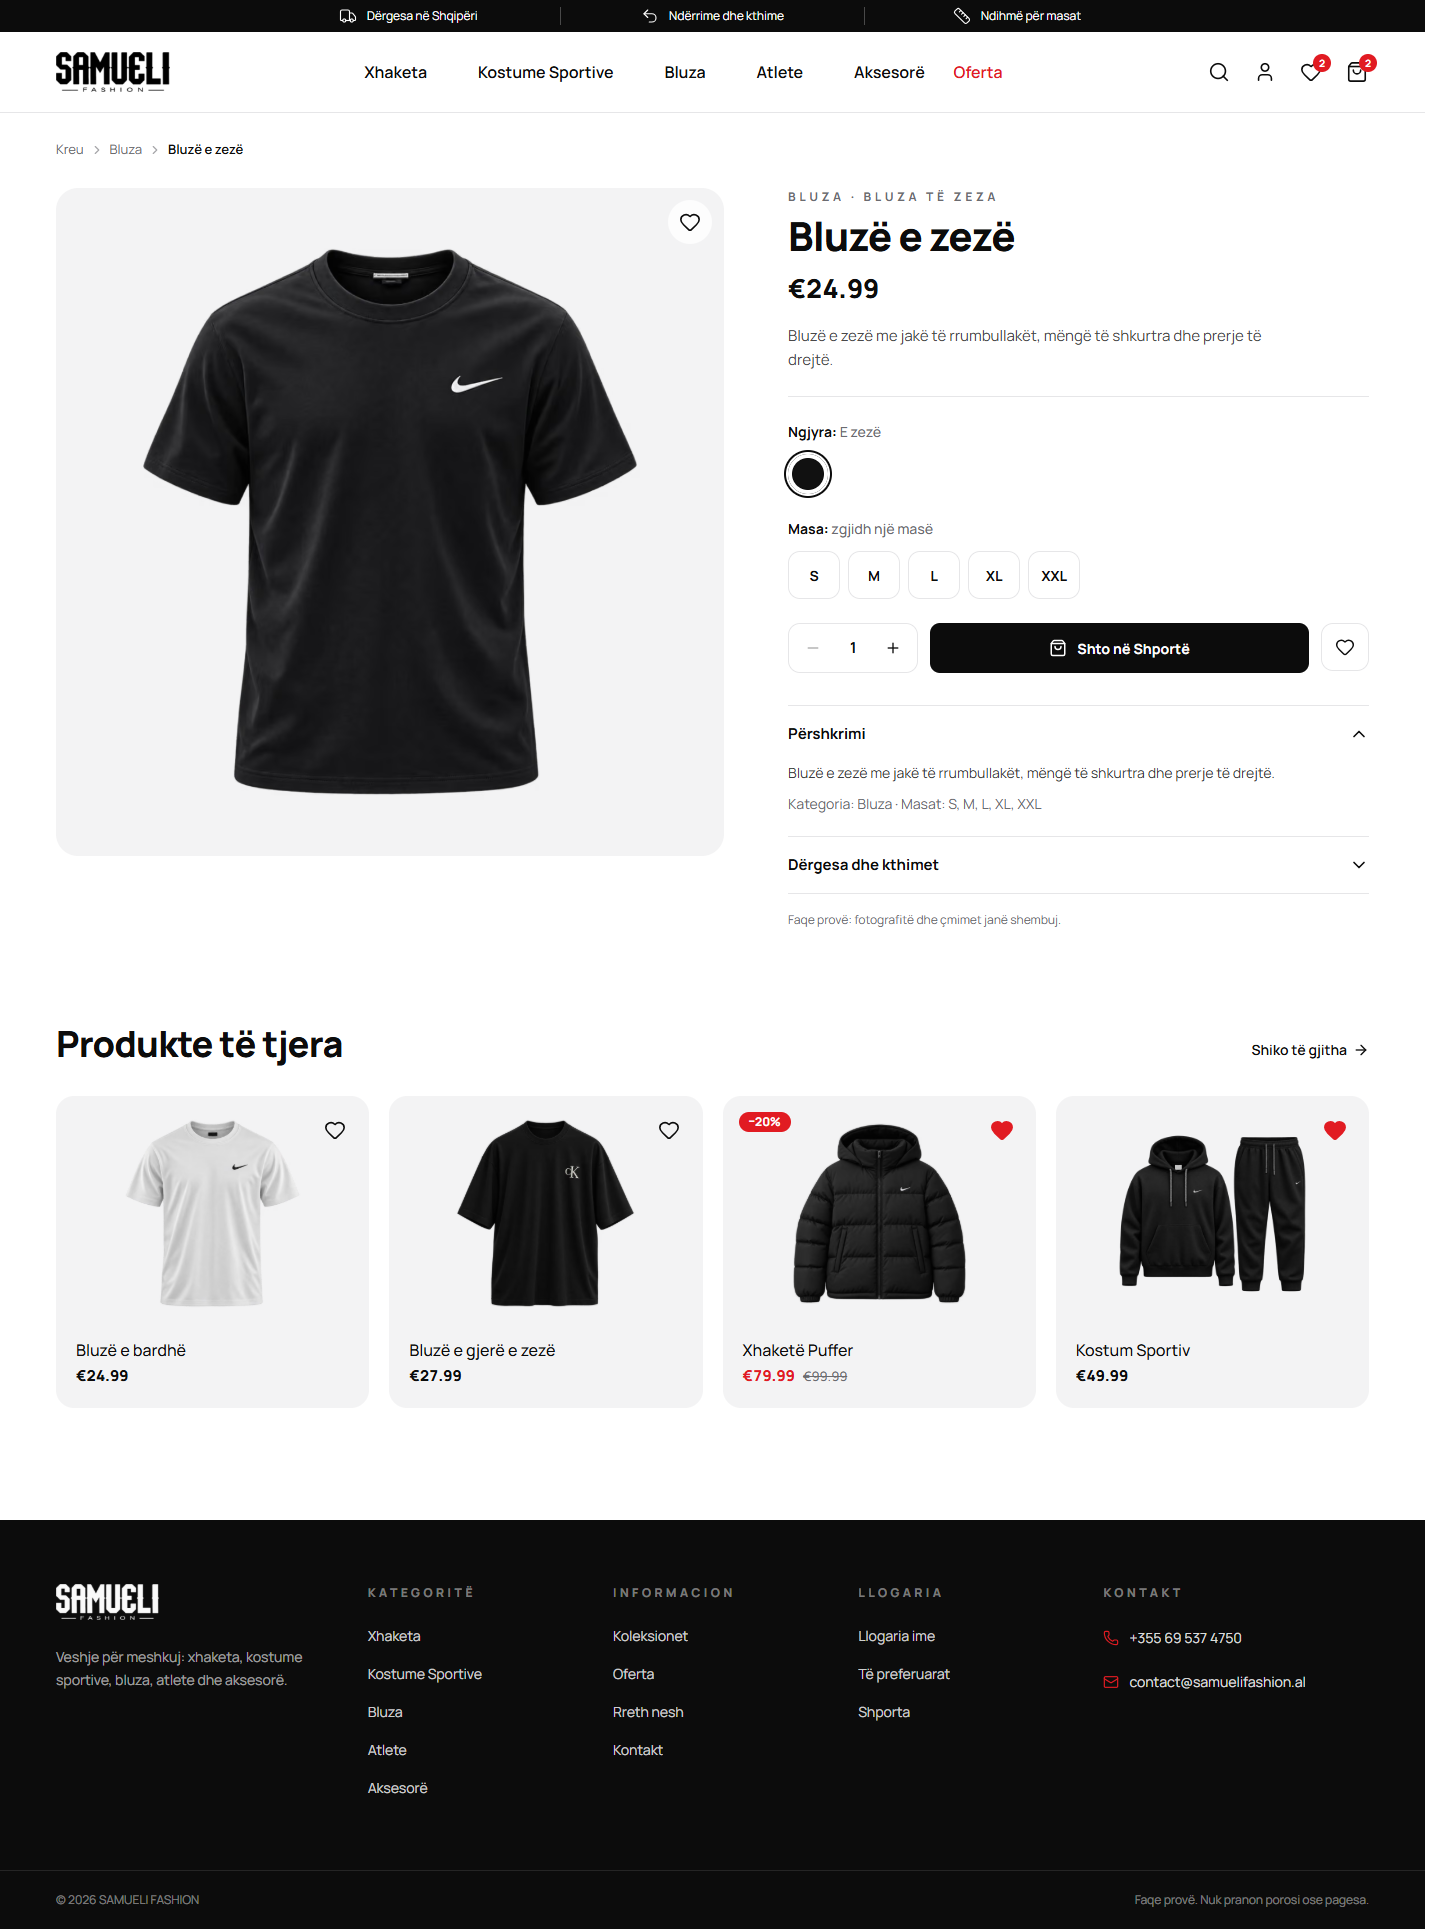 Dërgesa në Shqipëri
Ndërrime dhe kthime
Ndihmë për masat
SAMUELI
FASHION
Xhaketa
Kostume Sportive
Bluza
Atlete
Aksesorë
Oferta
2
2
Kreu > Bluza > Bluzë e zezë
BLUZA · BLUZA TË ZEZA
Bluzë e zezë
€24.99
Bluzë e zezë me jakë të rrumbullakët, mëngë të shkurtra dhe prerje të
drejtë.
Ngjyra: E zezë
Masa: zgjidh një masë
S
M
L
XL
XXL
1
Shto në Shportë
Përshkrimi
Bluzë e zezë me jakë të rrumbullakët, mëngë të shkurtra dhe prerje të drejtë.
Kategoria: Bluza · Masat: S, M, L, XL, XXL
Dërgesa dhe kthimet
Faqe provë: fotografitë dhe çmimet janë shembuj.
Produkte të tjera
Shiko të gjitha
CK
−20%
Bluzë e bardhë
€24.99
Bluzë e gjerë e zezë
€27.99
Xhaketë Puffer
€79.99 €99.99
Kostum Sportiv
€49.99
SAMUELI
FASHION
Veshje për meshkuj: xhaketa, kostume
sportive, bluza, atlete dhe aksesorë.
KATEGORITË
Xhaketa
Kostume Sportive
Bluza
Atlete
Aksesorë
INFORMACION
Koleksionet
Oferta
Rreth nesh
Kontakt
LLOGARIA
Llogaria ime
Të preferuarat
Shporta
KONTAKT
+355 69 537 4750
contact@samuelifashion.al
© 2026 SAMUELI FASHION
Faqe provë. Nuk pranon porosi ose pagesa.